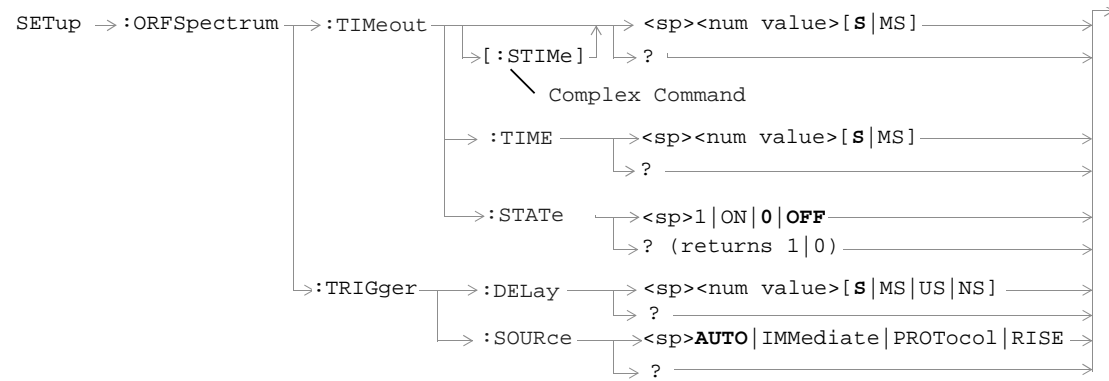 SETup :ORFSpectrum :TIMeout <sp><num value>[S|MS]
[:STIMe] ?
Complex Command
:TIME <sp><num value>[S|MS]
?
:STATe <sp>1|ON|0|OFF
? (returns 1|0)
:TRIGger :DELay <sp><num value>[S|MS|US|NS]
?
:SOURce <sp>AUTO|IMMediate|PROTocol|RISE
?